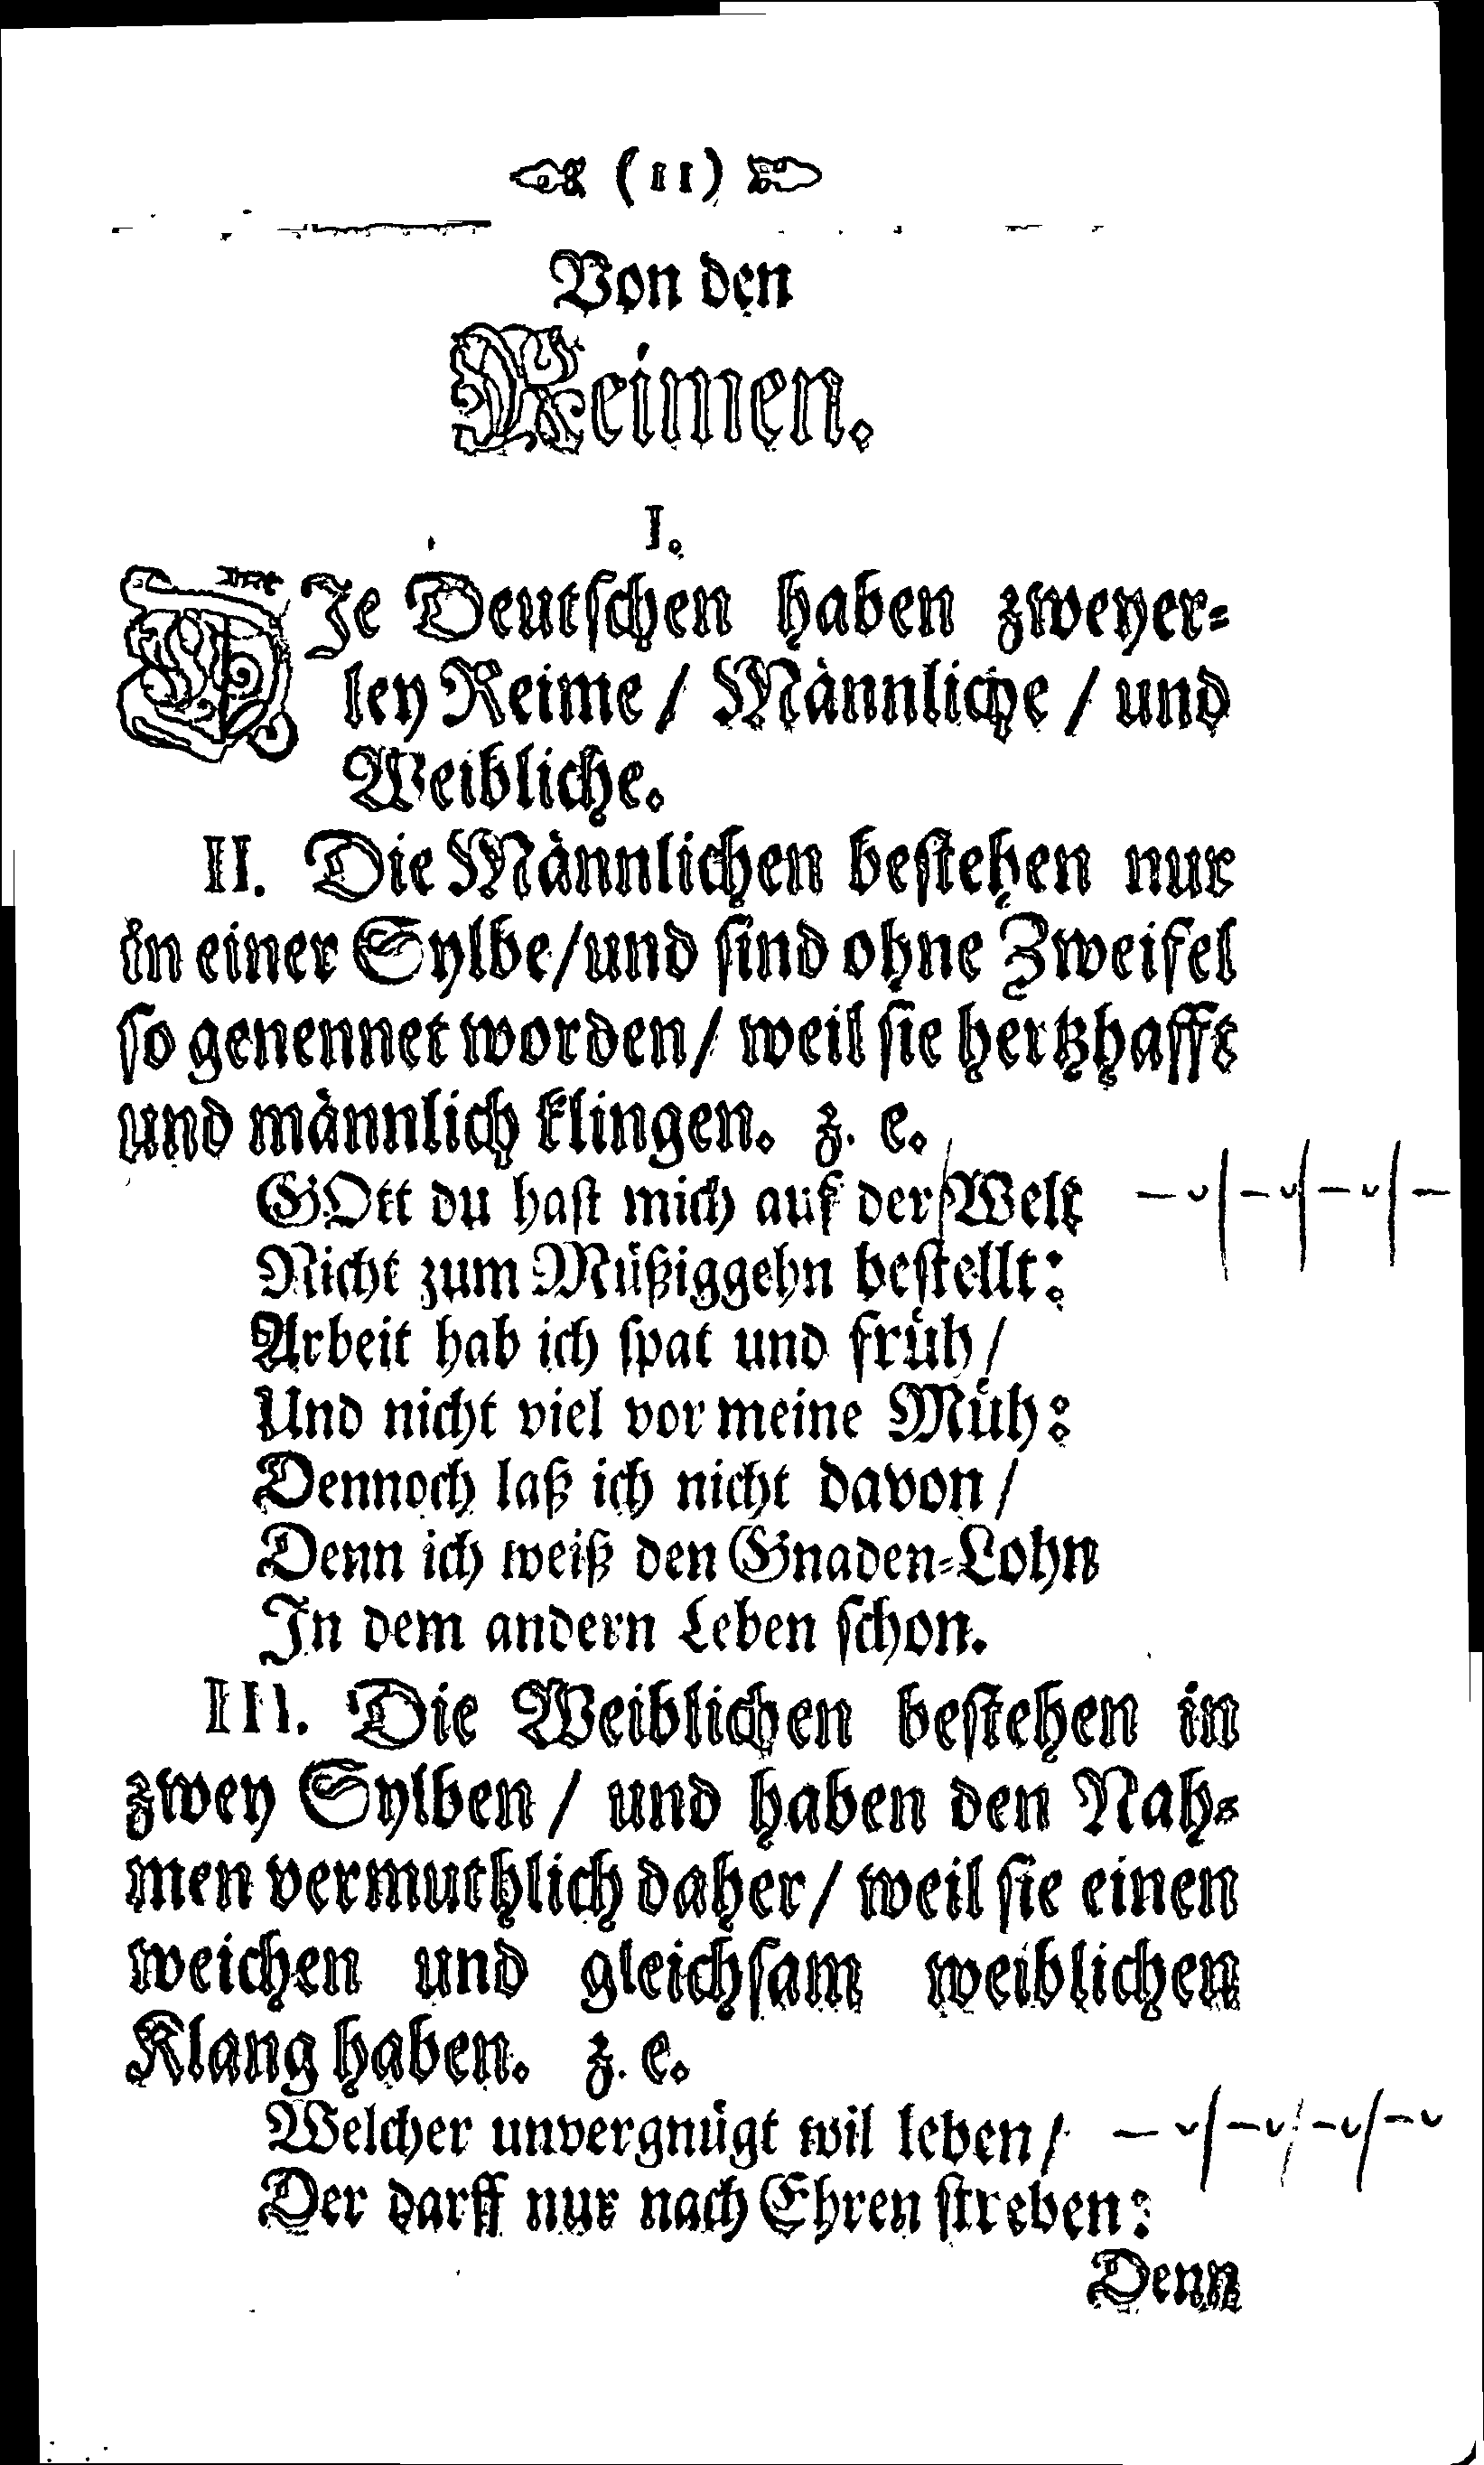 (11)
Von den
Reimen.
I.
DIe Deutschen haben zweyer-
ley Reime / Männliche / und
Weibliche.
II. Die Männlichen bestehen nur
in einer Sylbe / und sind ohne Zweifel
so genennet worden / weil sie hertzhafft
und männlich klingen. z. e.
GOtt du hast mich auf der Welt
Nicht zum Müßiggehn bestellt:
Arbeit hab ich spat und früh /
Und nicht viel vor meine Müh:
Dennoch laß ich nicht davon /
Denn ich weiß den Gnaden-Lohn
In dem andern Leben schon.
III. Die Weiblichen bestehen in
zwey Sylben / und haben den Nah-
men vermuthlich daher / weil sie einen
weichen und gleichsam weiblichen
Klang haben. z. e.
Welcher unvergnügt wil leben /
Der darff nur nach Ehren streben:
Denn